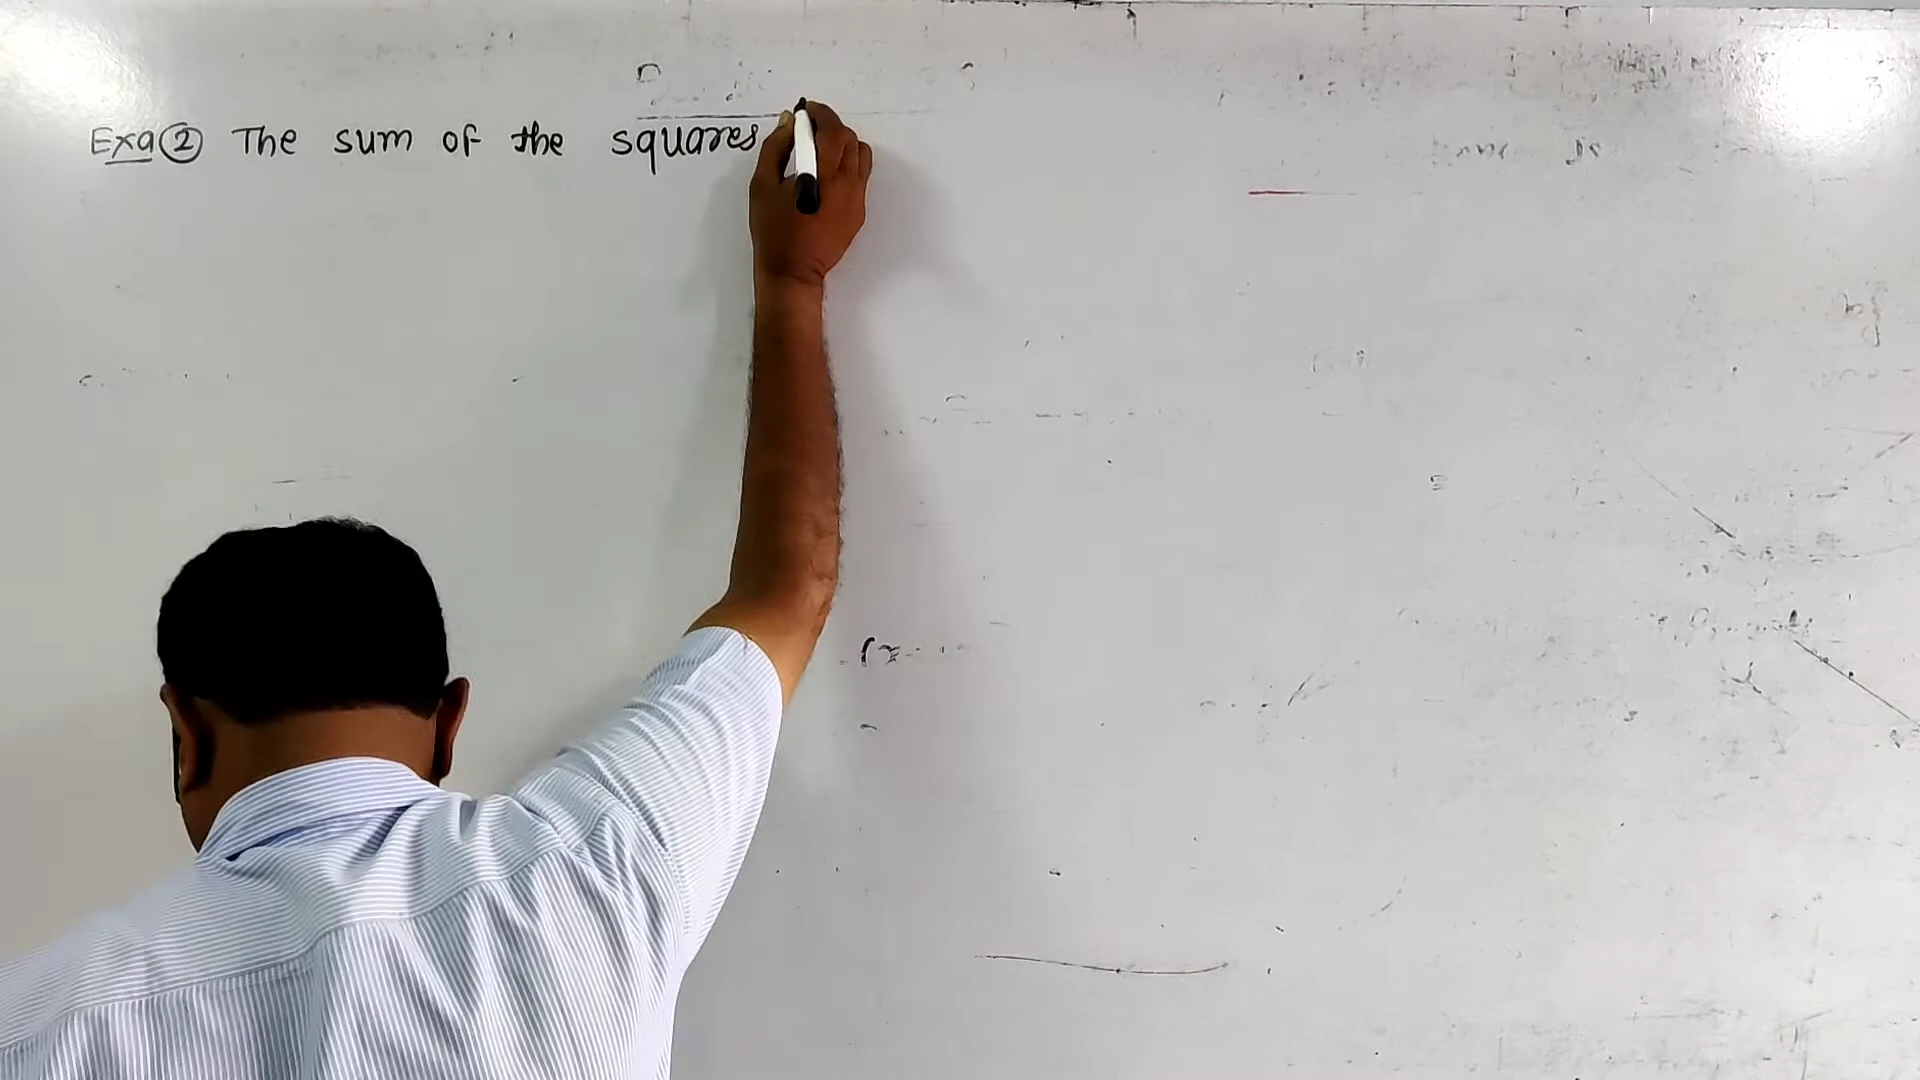 Exa② The sum of the squares